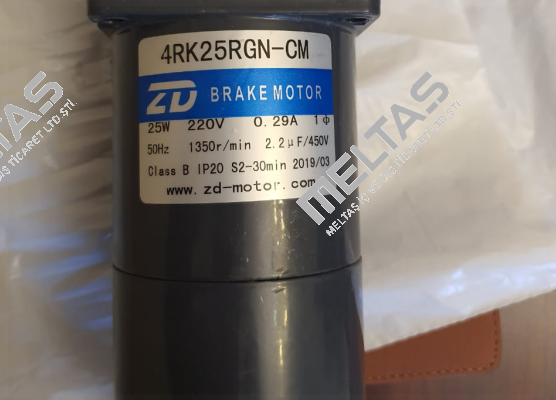 4RK25RGN-CM
ZD BRAKE MOTOR
25W 220V 0.29A 1ϕ
50Hz 1350r/min 2.2μF/450V
Class B IP20 S2-30min 2019/03
www.zd-motor.com
MELTAS
MELTAŞ
MELTAS